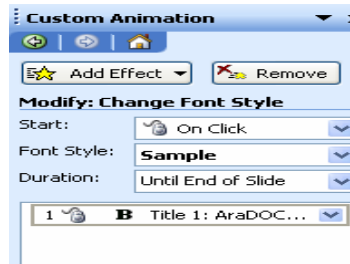 Custom Animation
Add Effect Remove
Modify: Change Font Style
Start: On Click
Font Style: Sample
Duration: Until End of Slide
1 B Title 1: AraDOC...